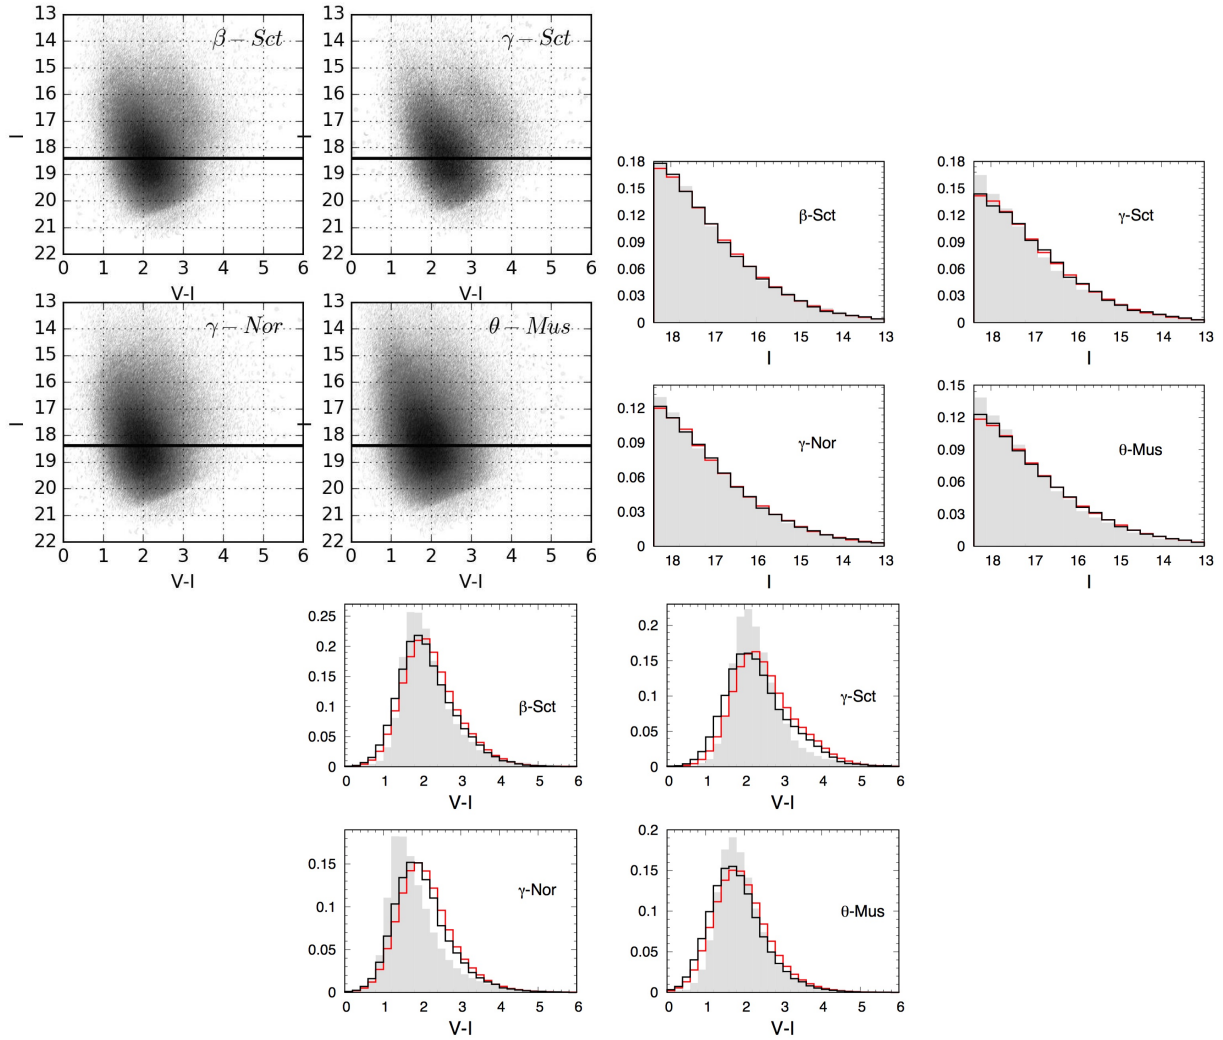 13
14
15
16
17
18
19
20
21
22
I
0 1 2 3 4 5 6
V-I
β − Sct
13
14
15
16
17
18
19
20
21
22
I
0 1 2 3 4 5 6
V-I
γ − Sct
13
14
15
16
17
18
19
20
21
22
I
0 1 2 3 4 5 6
V-I
γ − Nor
13
14
15
16
17
18
19
20
21
22
I
0 1 2 3 4 5 6
V-I
θ − Mus
0.18
0.15
0.12
0.09
0.06
0.03
0
18 17 16 15 14 13
I
β-Sct
0.18
0.15
0.12
0.09
0.06
0.03
0
18 17 16 15 14 13
I
γ-Sct
0.12
0.09
0.06
0.03
0
18 17 16 15 14 13
I
γ-Nor
0.15
0.12
0.09
0.06
0.03
0
18 17 16 15 14 13
I
θ-Mus
0.25
0.2
0.15
0.1
0.05
0
0 1 2 3 4 5 6
V-I
β-Sct
0.2
0.15
0.1
0.05
0
0 1 2 3 4 5 6
V-I
γ-Sct
0.15
0.1
0.05
0
0 1 2 3 4 5 6
V-I
γ-Nor
0.2
0.15
0.1
0.05
0
0 1 2 3 4 5 6
V-I
θ-Mus